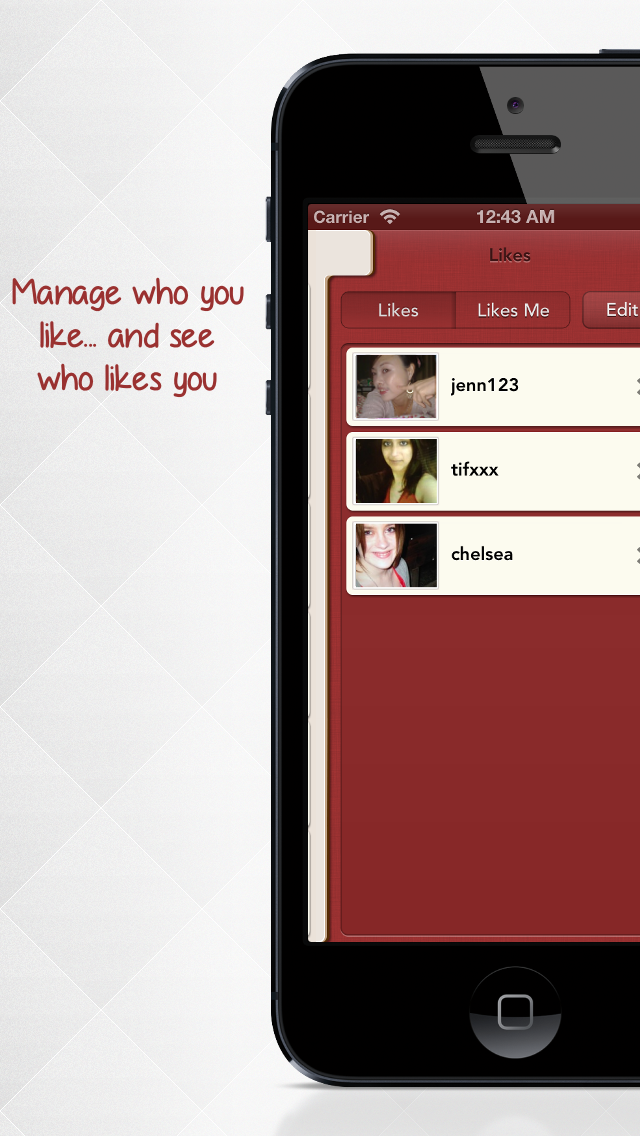 Carrier 12:43 AM
Likes
Likes Likes Me Edit
Manage who you
like... and see
who likes you
jenn123
tifxxx
chelsea